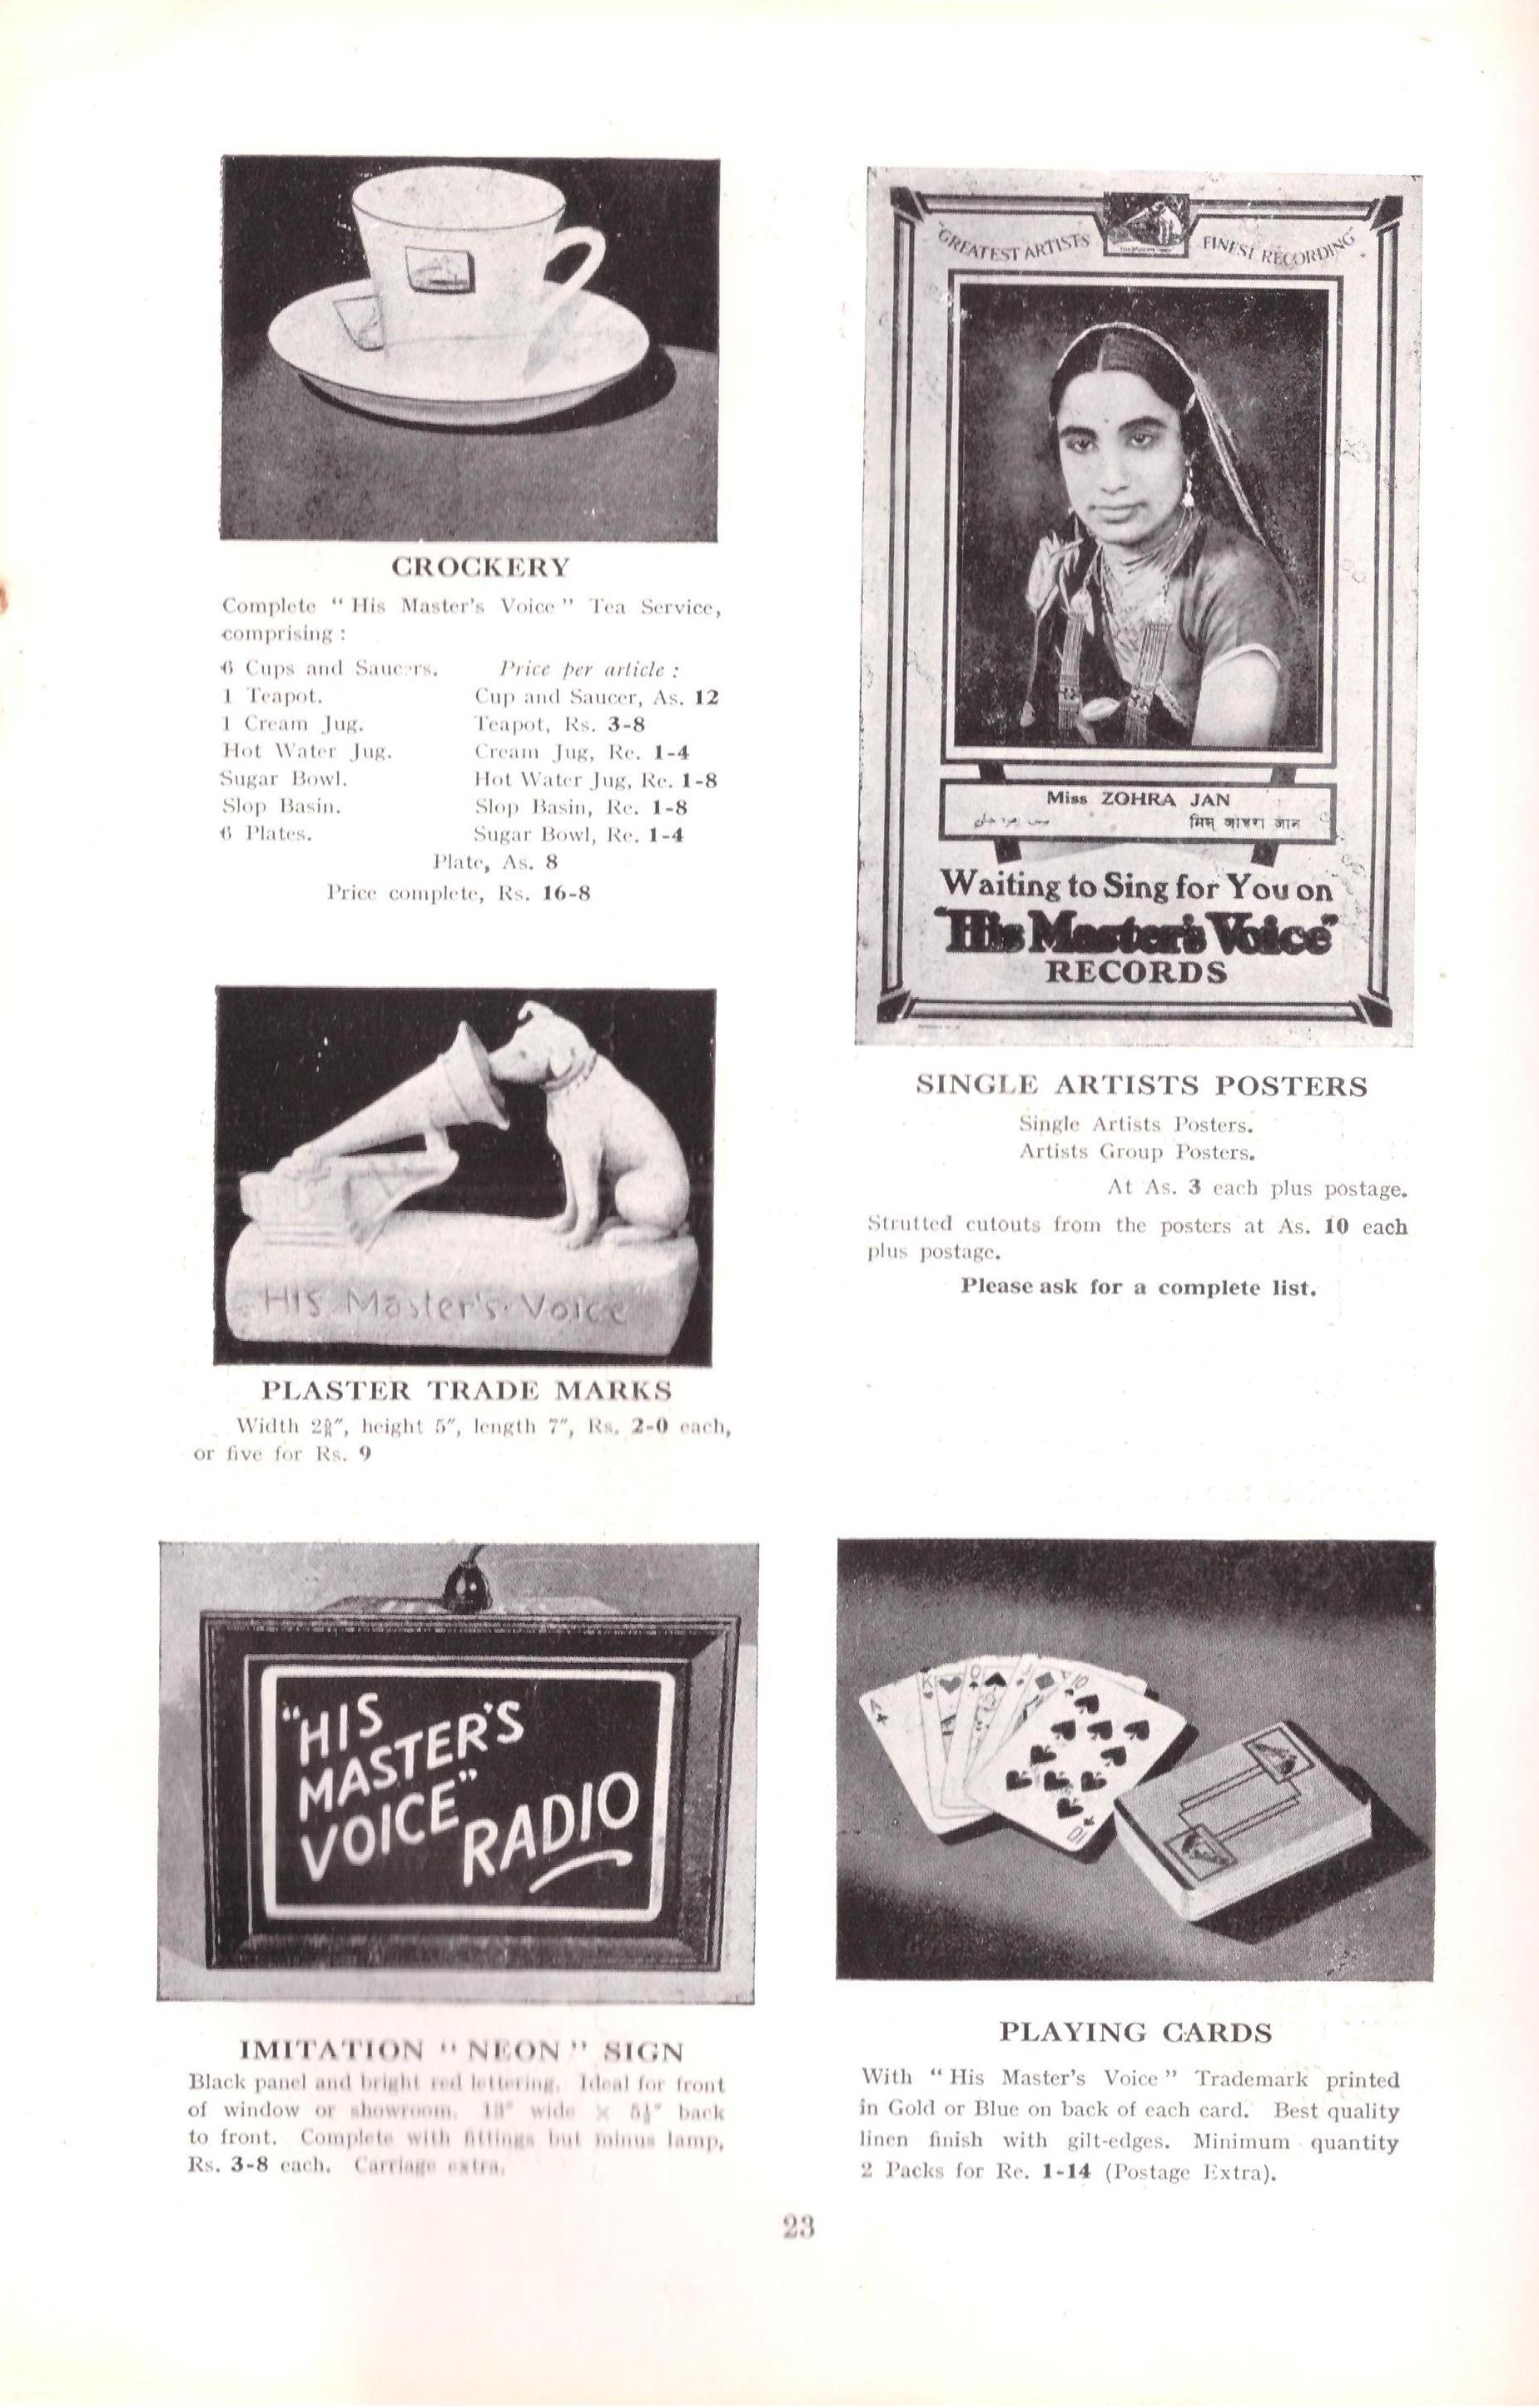 CROCKERY
Complete "His Master's Voice" Tea Service,
comprising :
6 Cups and Saucers.
1 Teapot.
1 Cream Jug.
Hot Water Jug.
Sugar Bowl.
Slop Basin.
6 Plates.
Price per article :
Cup and Saucer, As. 12
Teapot, Rs. 3-8
Cream Jug, Re. 1-4
Hot Water Jug, Re. 1-8
Slop Basin, Re. 1-8
Sugar Bowl, Re. 1-4
Plate, As. 8
Price complete, Rs. 16-8
His Master's Voice
PLASTER TRADE MARKS
Width 2⅝", height 5", length 7", Rs. 2-0 each,
or five for Rs. 9
"HIS
MASTER'S
VOICE"
RADIO
IMITATION "NEON" SIGN
Black panel and bright red lettering. Ideal for front
of window or showroom. 13" wide × 5½" back
to front. Complete with fittings but minus lamp,
Rs. 3-8 each. Carriage extra.
"GREATEST ARTISTS FINEST RECORDING"
Miss ZOHRA JAN
مس زهره جان मिस् जोहरा जान
Waiting to Sing for You on
"His Master's Voice"
RECORDS
SINGLE ARTISTS POSTERS
Single Artists Posters.
Artists Group Posters.
At As. 3 each plus postage.
Strutted cutouts from the posters at As. 10 each
plus postage.
Please ask for a complete list.
A K Q J 10
10
PLAYING CARDS
With "His Master's Voice" Trademark printed
in Gold or Blue on back of each card. Best quality
linen finish with gilt-edges. Minimum quantity
2 Packs for Re. 1-14 (Postage Extra).
23